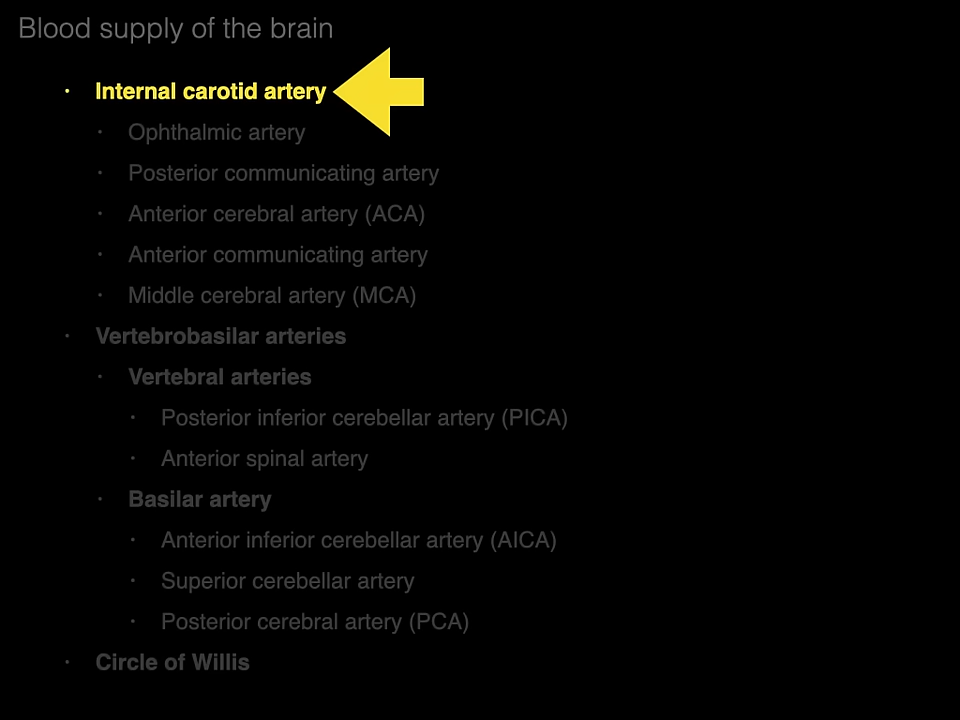 Blood supply of the brain
· Internal carotid artery
· Ophthalmic artery
· Posterior communicating artery
· Anterior cerebral artery (ACA)
· Anterior communicating artery
· Middle cerebral artery (MCA)
· Vertebrobasilar arteries
· Vertebral arteries
· Posterior inferior cerebellar artery (PICA)
· Anterior spinal artery
· Basilar artery
· Anterior inferior cerebellar artery (AICA)
· Superior cerebellar artery
· Posterior cerebral artery (PCA)
· Circle of Willis